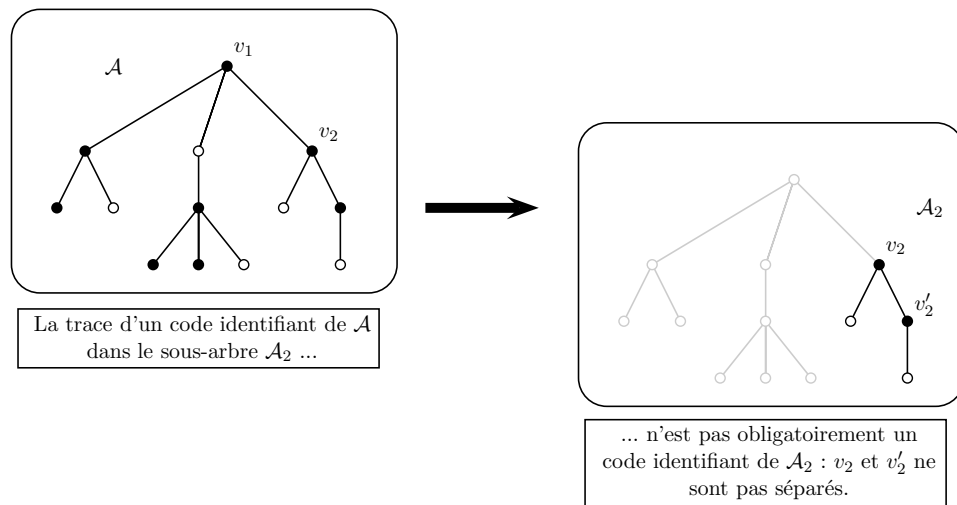 𝒜
v₁
v₂
La trace d'un code identifiant de 𝒜
dans le sous-arbre 𝒜₂ ...
𝒜₂
v₂
v₂′
... n'est pas obligatoirement un
code identifiant de 𝒜₂ : v₂ et v₂′ ne
sont pas séparés.